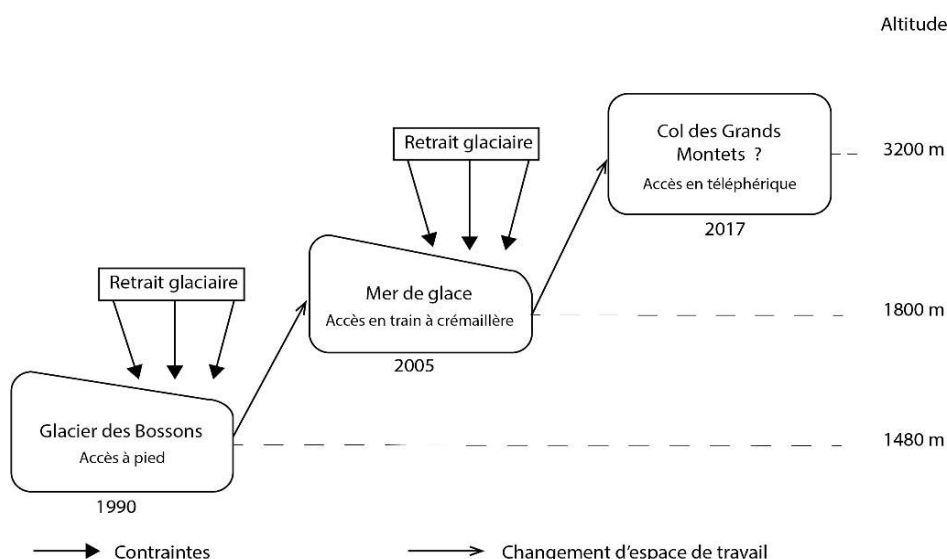 Altitude
Col des Grands
Montets ?
Accès en téléphérique
3200 m
2017
Retrait glaciaire
Mer de glace
Accès en train à crémaillère
1800 m
2005
Retrait glaciaire
Glacier des Bossons
Accès à pied
1480 m
1990
Contraintes
Changement d'espace de travail